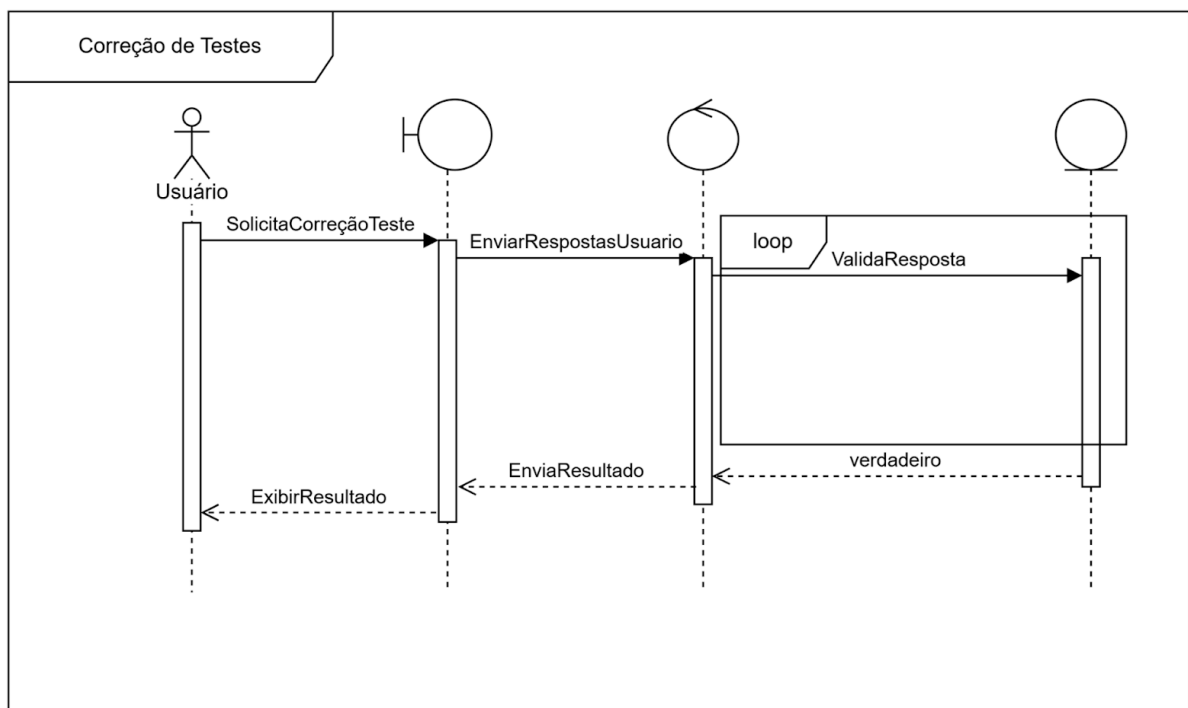 Correção de Testes
Usuário
SolicitaCorreçãoTeste
EnviarRespostasUsuario
loop
ValidaResposta
verdadeiro
EnviaResultado
ExibirResultado